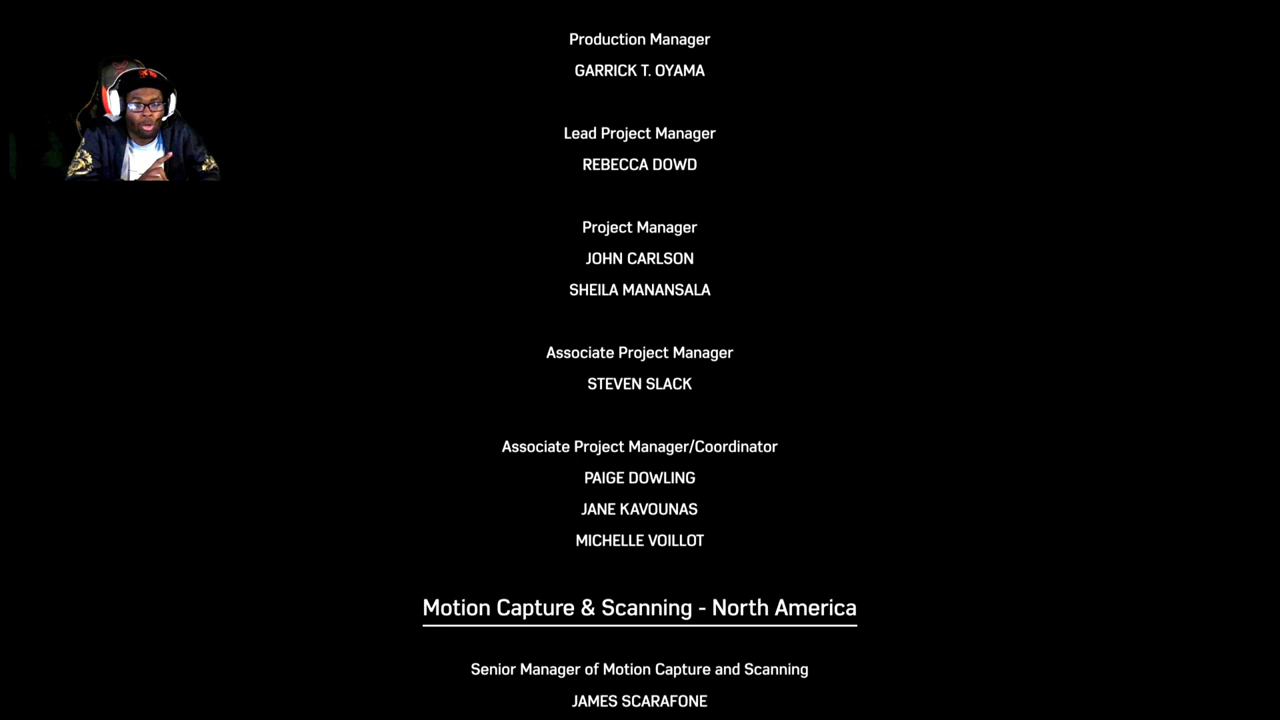 Production Manager
GARRICK T. OYAMA
Lead Project Manager
REBECCA DOWD
Project Manager
JOHN CARLSON
SHEILA MANANSALA
Associate Project Manager
STEVEN SLACK
Associate Project Manager/Coordinator
PAIGE DOWLING
JANE KAVOUNAS
MICHELLE VOILLOT
Motion Capture & Scanning - North America
Senior Manager of Motion Capture and Scanning
JAMES SCARAFONE